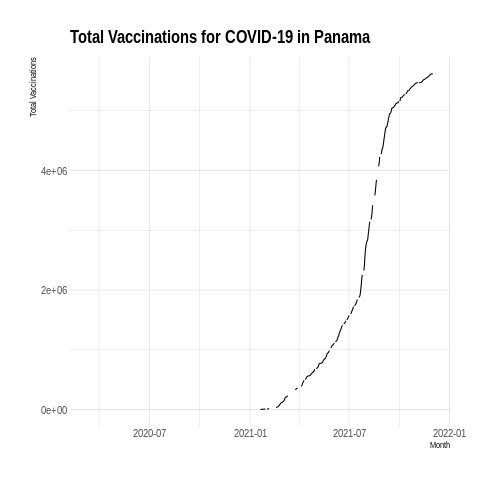 Total Vaccinations for COVID-19 in Panama
Total Vaccinations
4e+06
2e+06
0e+00
2020-07
2021-01
2021-07
2022-01
Month